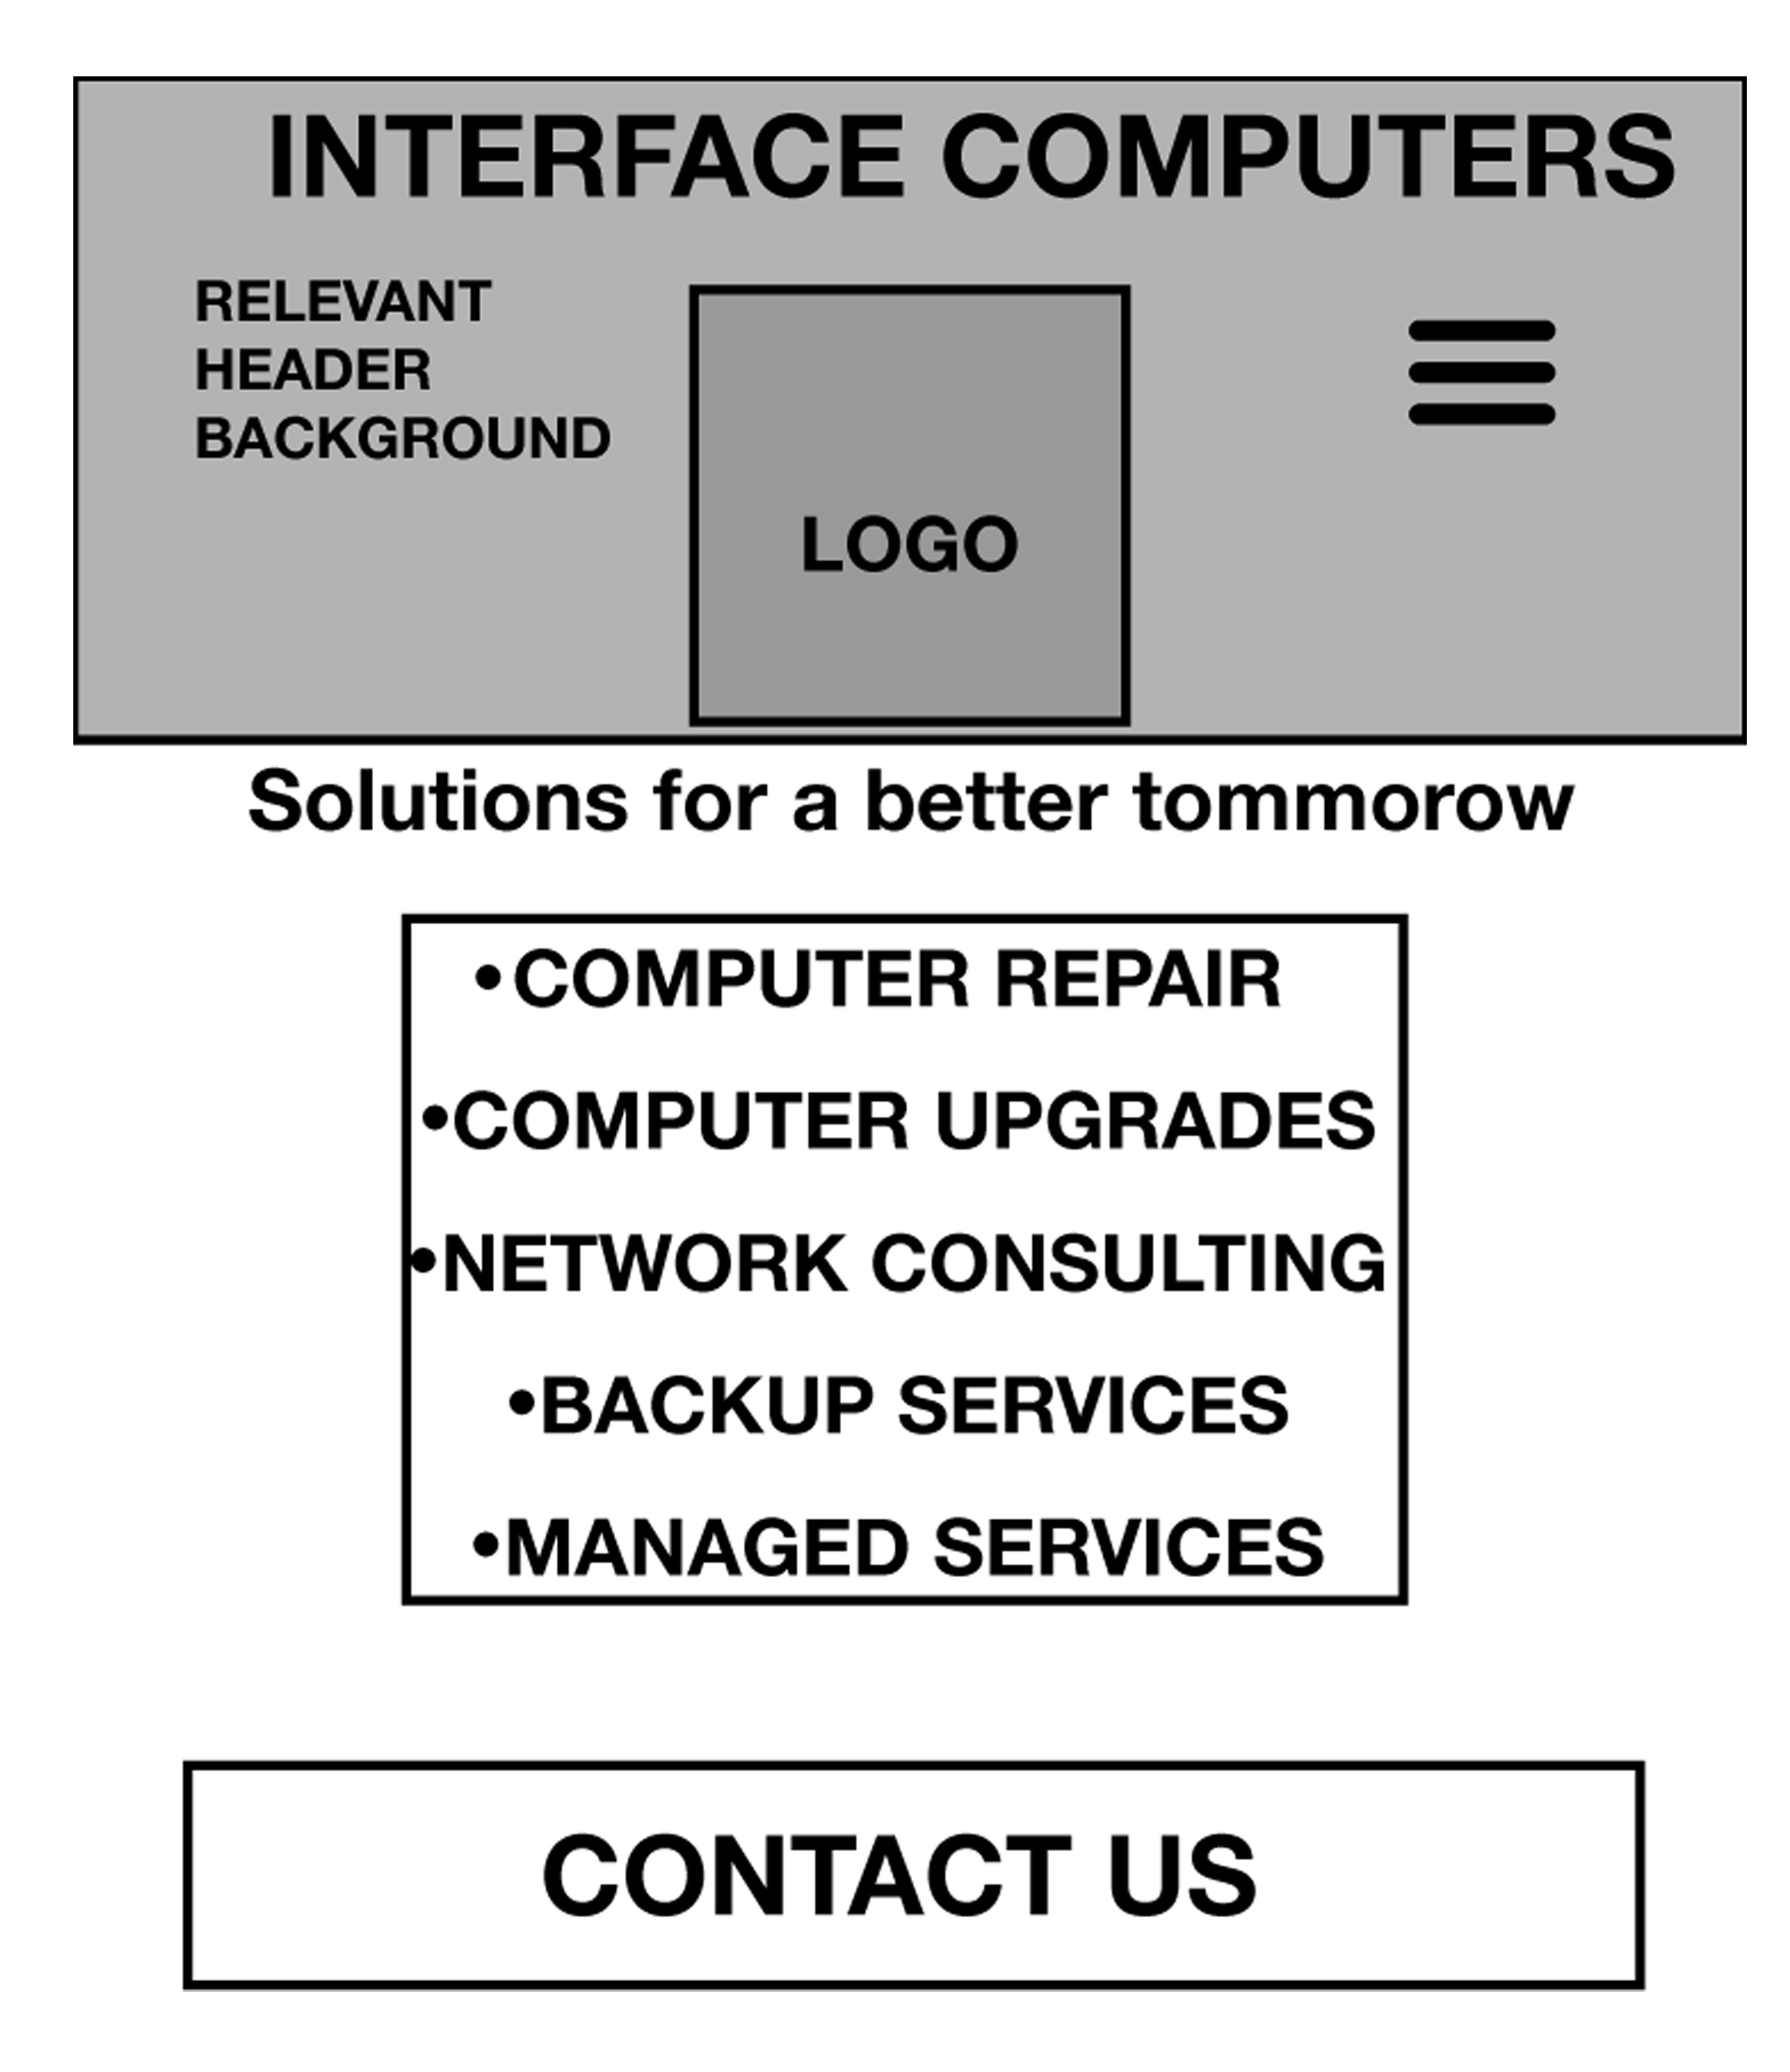 INTERFACE COMPUTERS
RELEVANT
HEADER
BACKGROUND
LOGO
Solutions for a better tommorow
•COMPUTER REPAIR
•COMPUTER UPGRADES
•NETWORK CONSULTING
•BACKUP SERVICES
•MANAGED SERVICES
CONTACT US